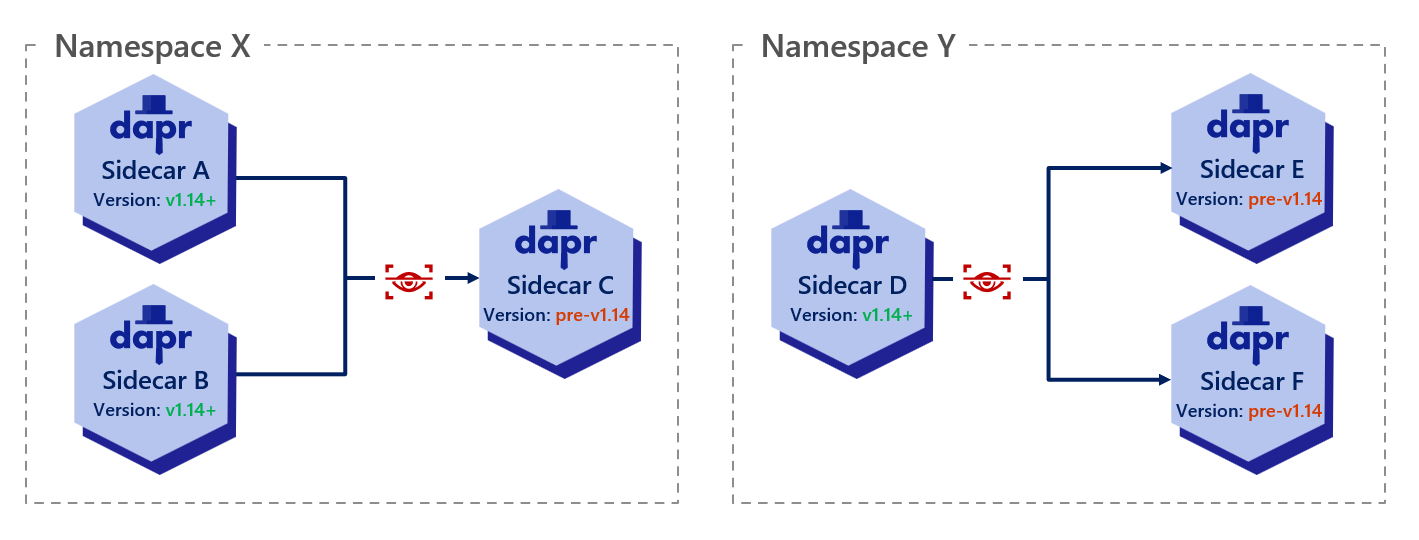 Namespace X
dapr
Sidecar A
Version: v1.14+
dapr
Sidecar B
Version: v1.14+
dapr
Sidecar C
Version: pre-v1.14
Namespace Y
dapr
Sidecar D
Version: v1.14+
dapr
Sidecar E
Version: pre-v1.14
dapr
Sidecar F
Version: pre-v1.14